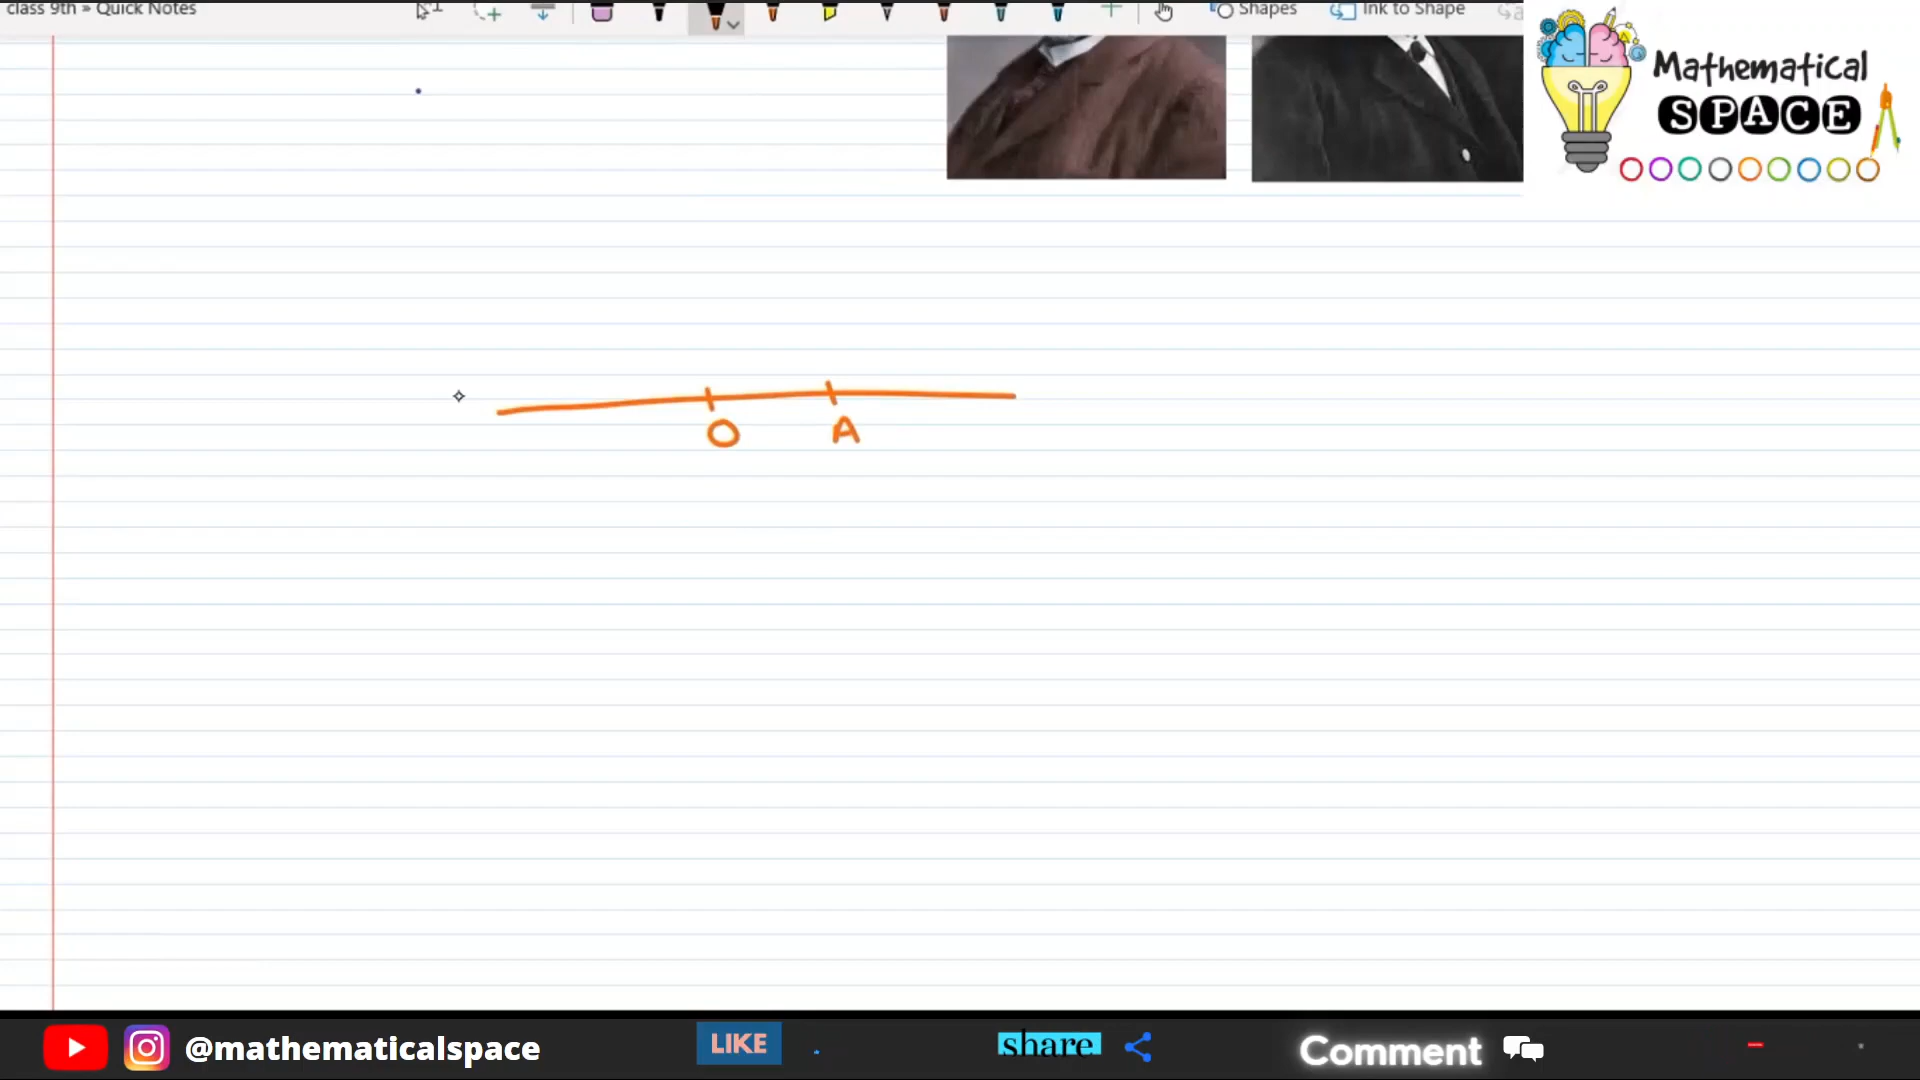 class 9th » Quick Notes
Shapes
Ink to Shape
Mathematical
SPACE
O A
@mathematicalspace
LIKE
share
Comment